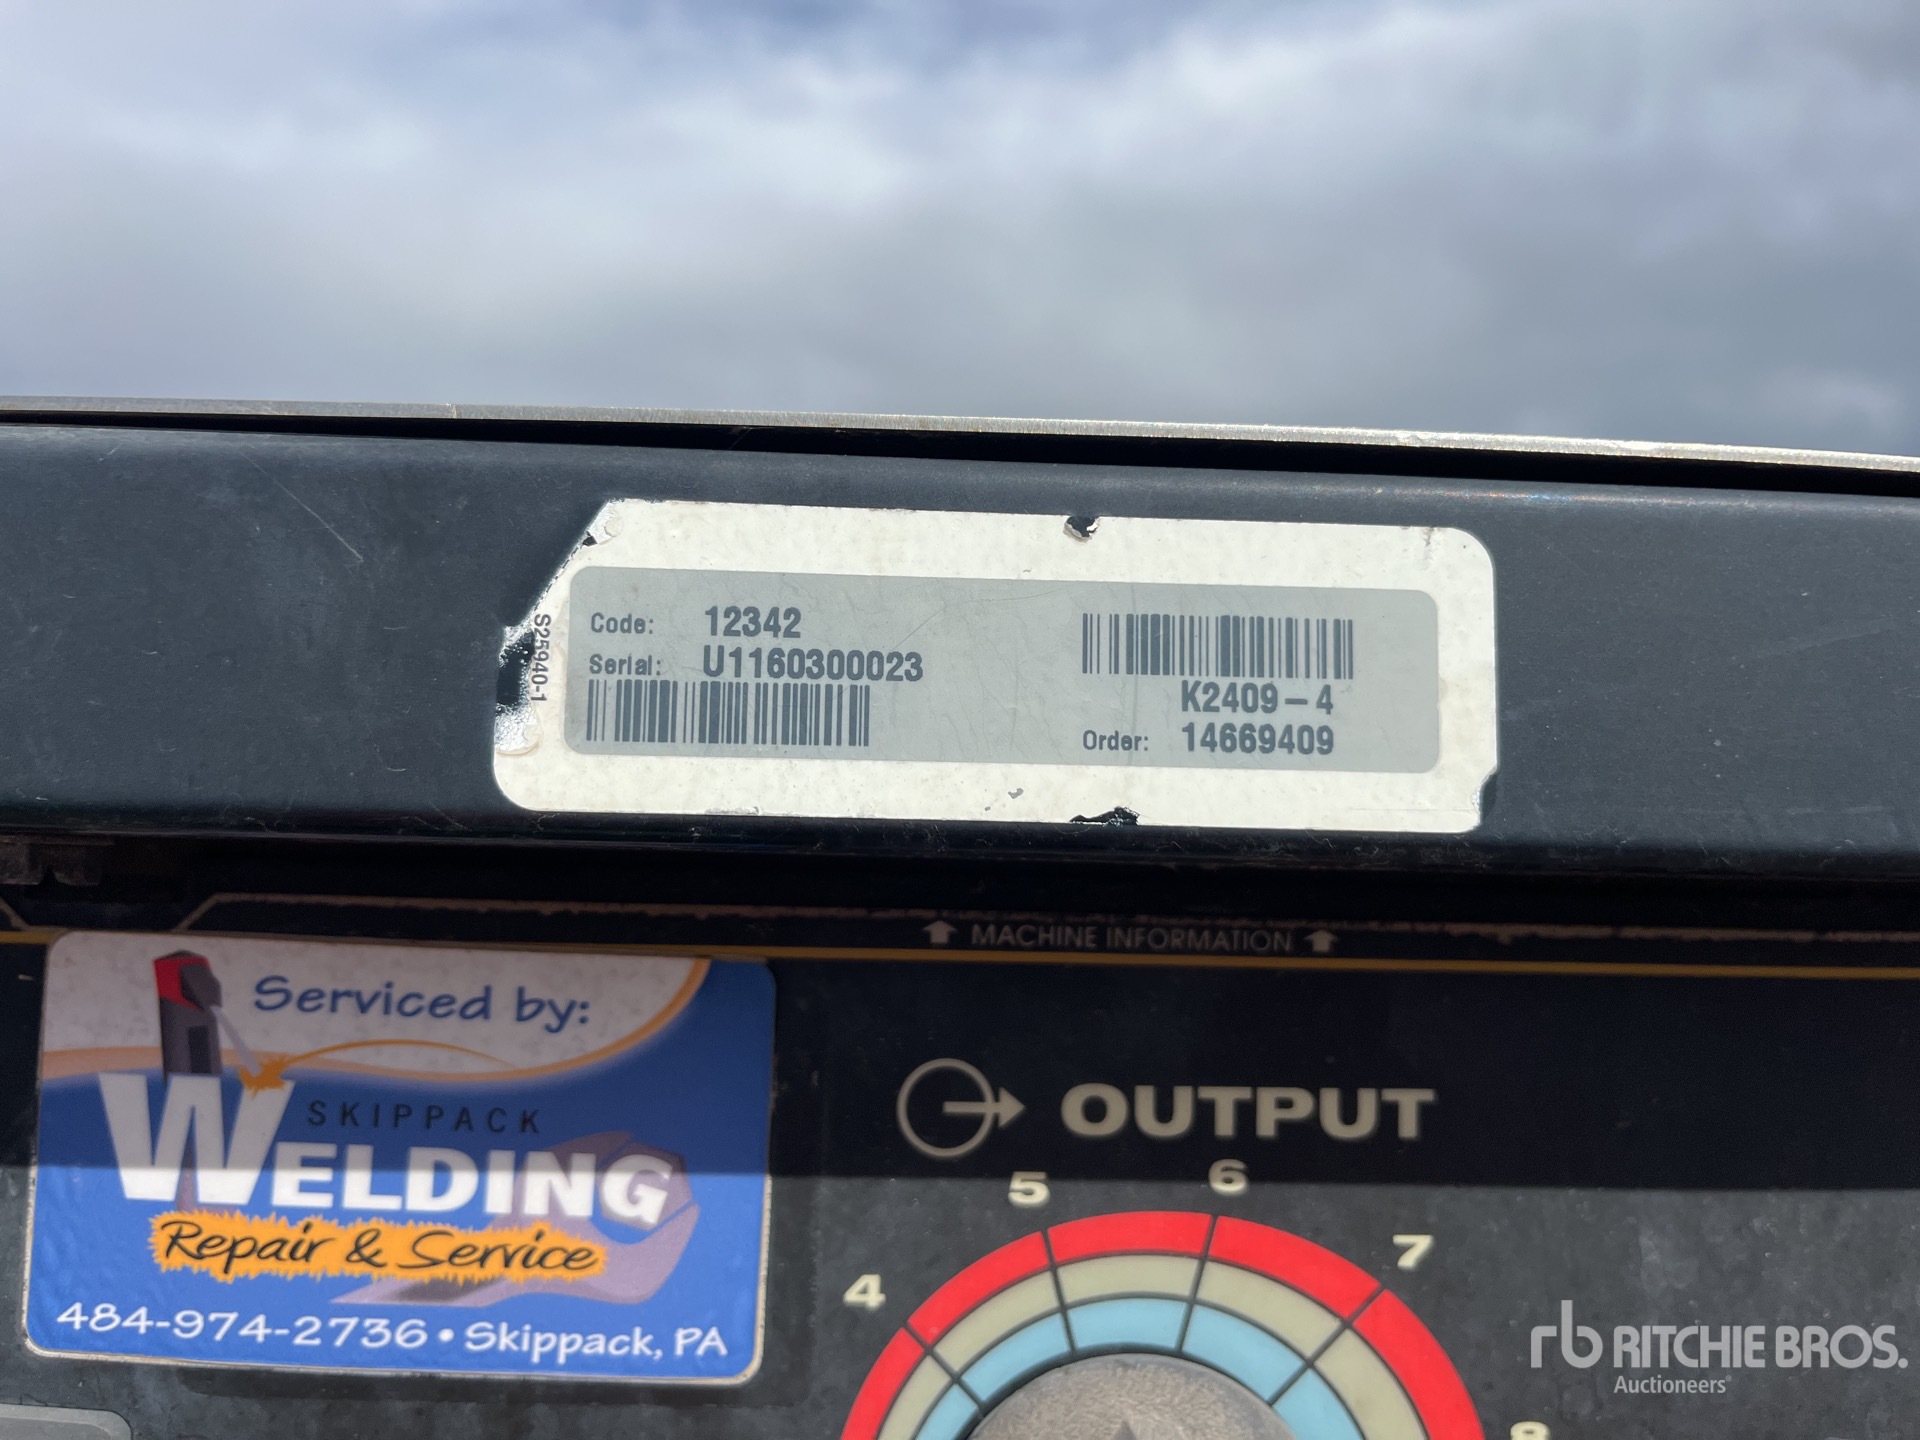 Code: 12342
Serial: U1160300023
K2409-4
Order: 14669409
S25940-1
MACHINE INFORMATION
Serviced by:
SKIPPACK
WELDING
Repair & Service
484-974-2736 • Skippack, PA
OUTPUT
4 5 6 7 8
rb RITCHIE BROS.
Auctioneers